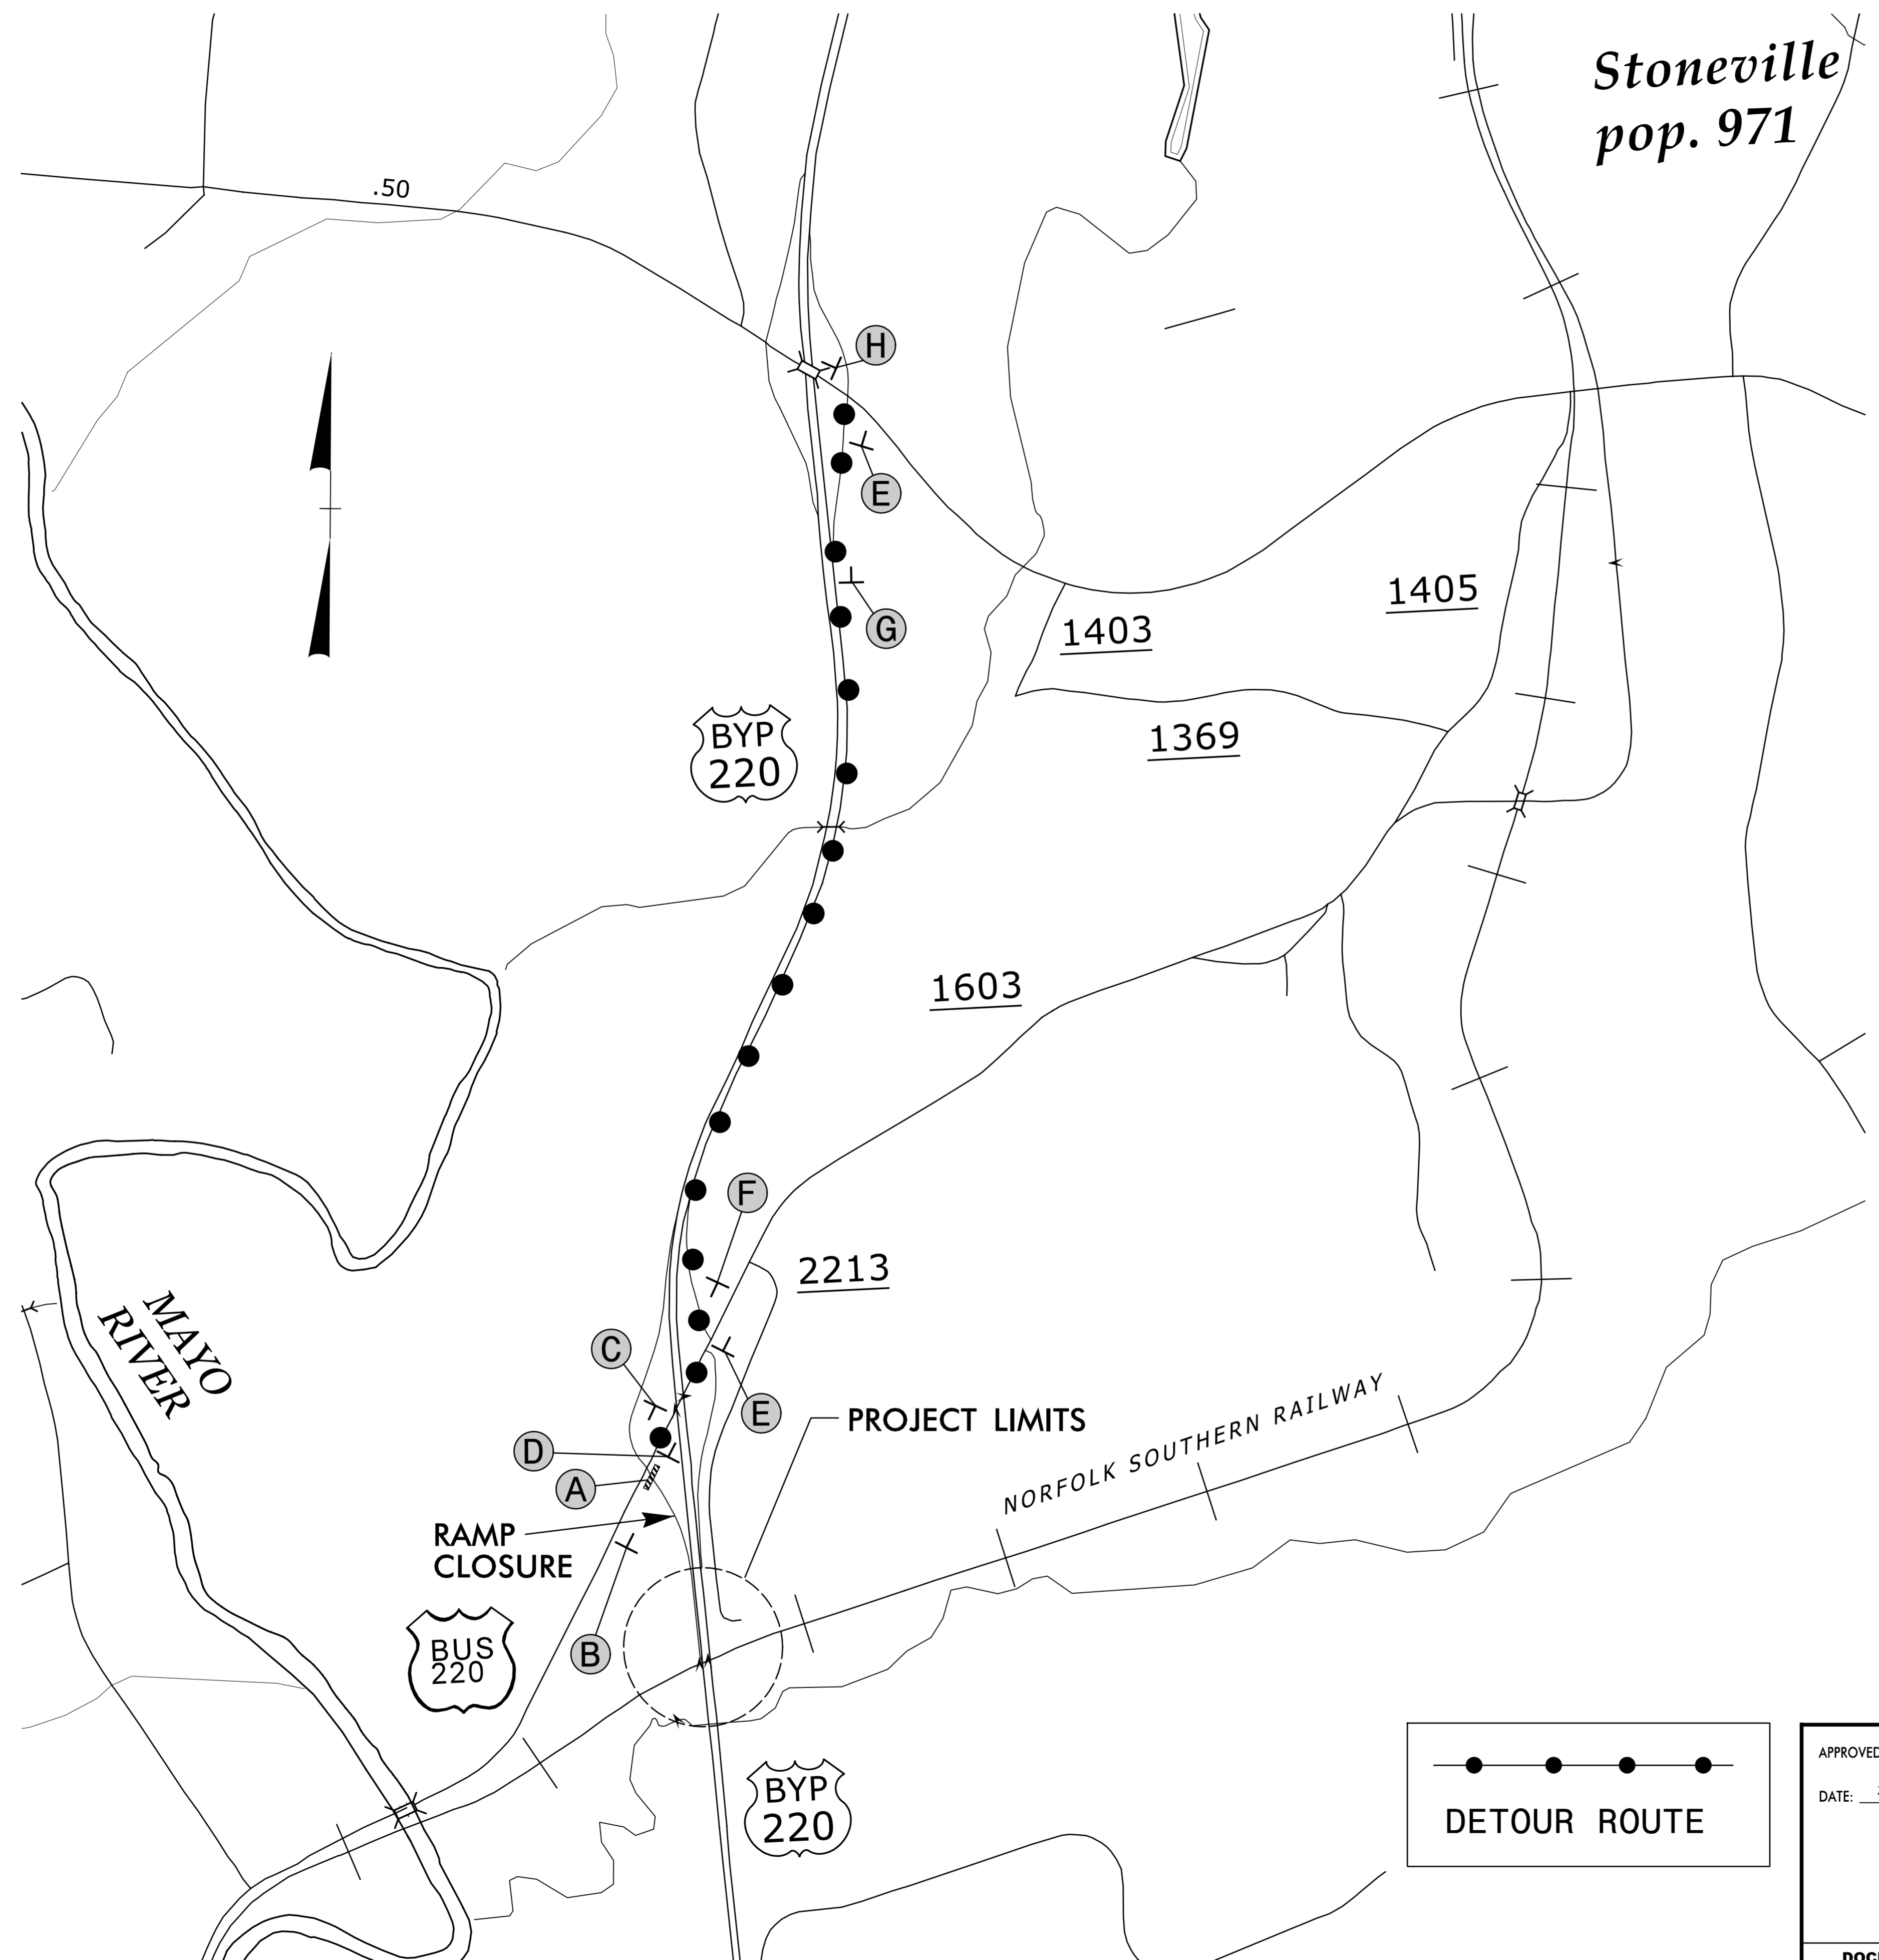 Stoneville
pop. 971
.50
H
E
G
1403
1405
1369
BYP
220
1603
F
2213
MAYO
RIVER
C
E
PROJECT LIMITS
D
A
NORFOLK SOUTHERN RAILWAY
RAMP
CLOSURE
B
BUS
220
BYP
220
DETOUR ROUTE
APPROVED
DATE: